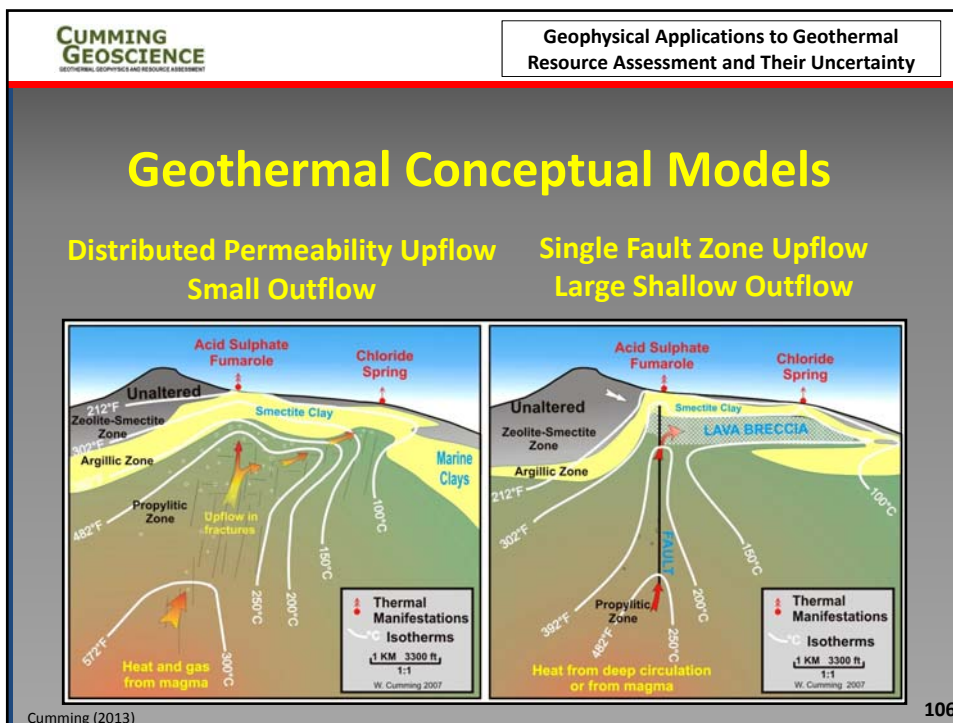 CUMMING
GEOSCIENCE
GEOTHERMAL GEOPHYSICS AND RESOURCE ASSESSMENT
Geophysical Applications to Geothermal
Resource Assessment and Their Uncertainty
Geothermal Conceptual Models
Distributed Permeability Upflow
Small Outflow
Single Fault Zone Upflow
Large Shallow Outflow
Acid Sulphate
Fumarole
Chloride
Spring
Unaltered
212°F
Smectite Clay
Zeolite-Smectite
Zone
302°F
Argillic Zone
Marine
Clays
Propylitic
Zone
482°F
Upflow in
fractures
100°C
150°C
200°C
250°C
572°F
300°C
Heat and gas
from magma
Thermal
Manifestations
°C Isotherms
1 KM 3300 ft
1:1
W. Cumming 2007
Acid Sulphate
Fumarole
Chloride
Spring
Unaltered
Smectite Clay
Zeolite-Smectite
Zone
LAVA BRECCIA
Argillic Zone
212°F
100°C
302°F
FAULT
150°C
Propylitic
Zone
392°F
200°C
482°F
250°C
Heat from deep circulation
or from magma
Thermal
Manifestations
°C Isotherms
1 KM 3300 ft
1:1
W. Cumming 2007
Cumming (2013)
106